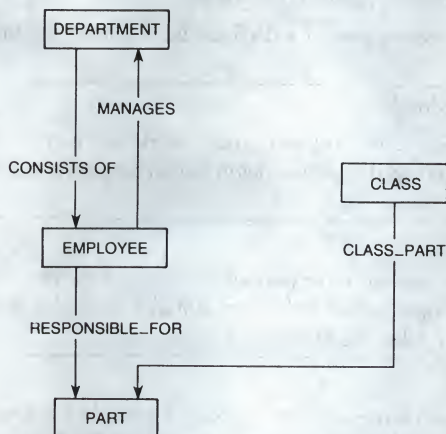 DEPARTMENT
MANAGES
CONSISTS OF
CLASS
EMPLOYEE
CLASS_PART
RESPONSIBLE_FOR
PART